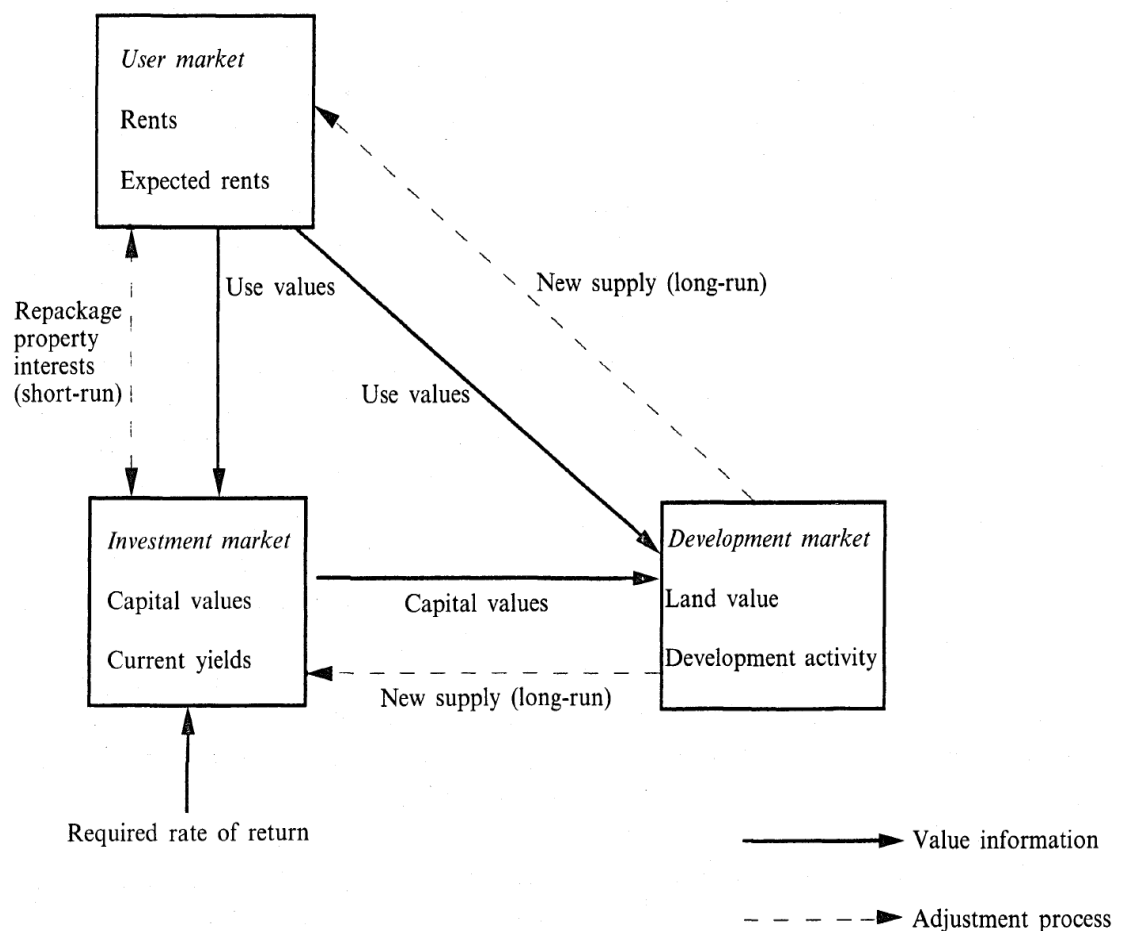 User market
Rents
Expected rents
New supply (long-run)
Use values
Repackage
property
interests
(short-run)
Use values
Investment market
Capital values
Current yields
Development market
Land value
Development activity
Capital values
New supply (long-run)
Required rate of return
Value information
Adjustment process